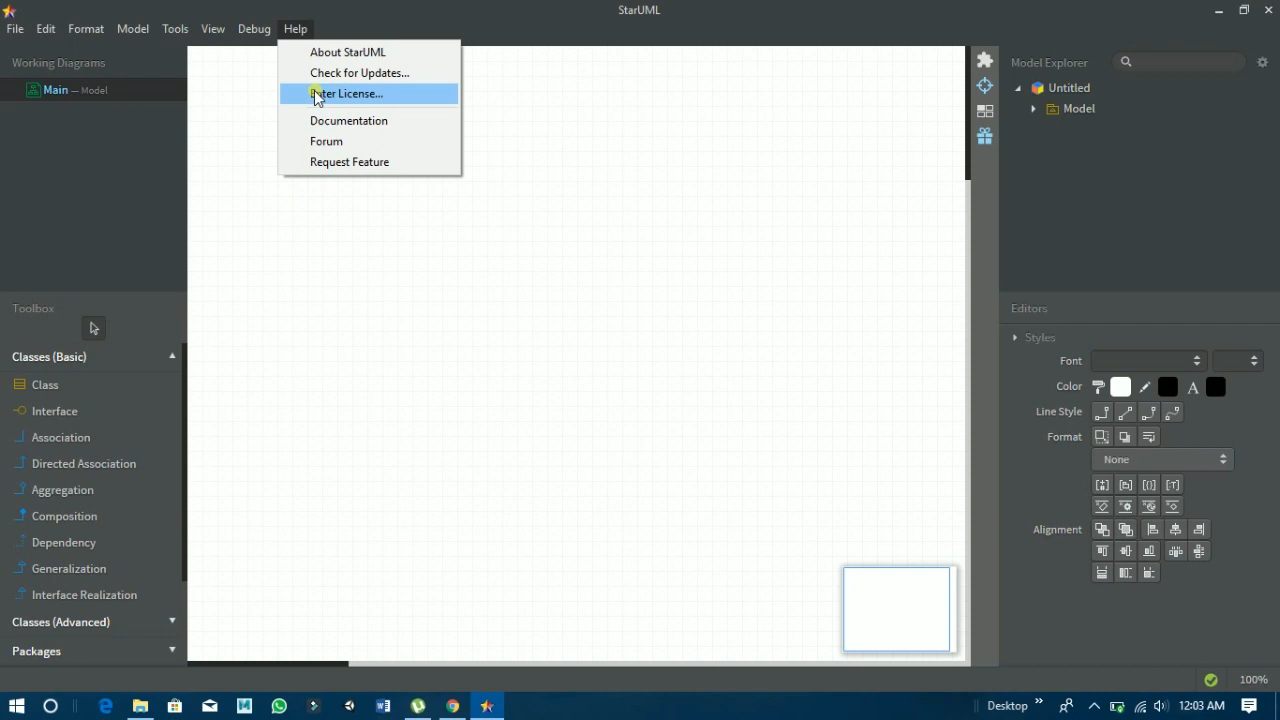 StarUML
File Edit Format Model Tools View Debug Help
Working Diagrams
Main — Model
About StarUML
Check for Updates...
ter License...
Documentation
Forum
Request Feature
Toolbox
Classes (Basic)
Class
Interface
Association
Directed Association
Aggregation
Composition
Dependency
Generalization
Interface Realization
Classes (Advanced)
Packages
Model Explorer
Untitled
Model
Editors
Styles
Font
Color
Line Style
Format
None
Alignment
100%
Desktop
12:03 AM